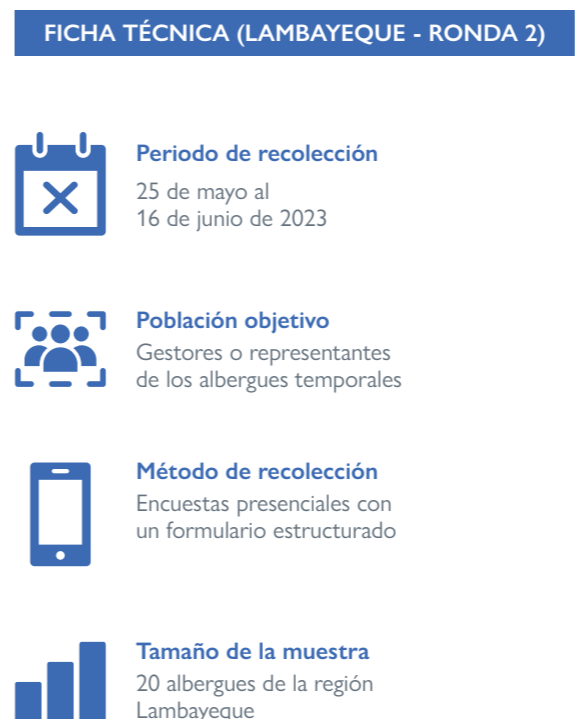 FICHA TÉCNICA (LAMBAYEQUE - RONDA 2)
Periodo de recolección
25 de mayo al
16 de junio de 2023
Población objetivo
Gestores o representantes
de los albergues temporales
Método de recolección
Encuestas presenciales con
un formulario estructurado
Tamaño de la muestra
20 albergues de la región
Lambayeque